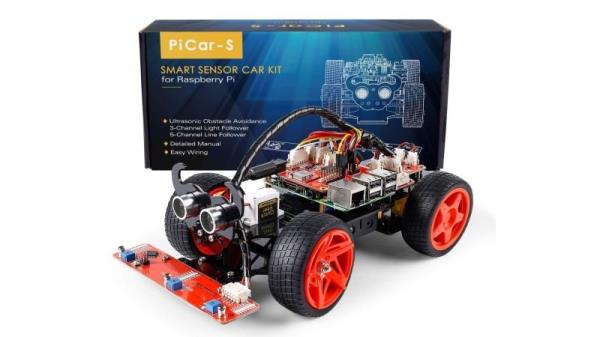 PiCar-S
SMART SENSOR CAR KIT
for Raspberry Pi
Ultrasonic Obstacle Avoidance
3-Channel Light Follower
5-Channel Line Follower
Detailed Manual
Easy Wiring